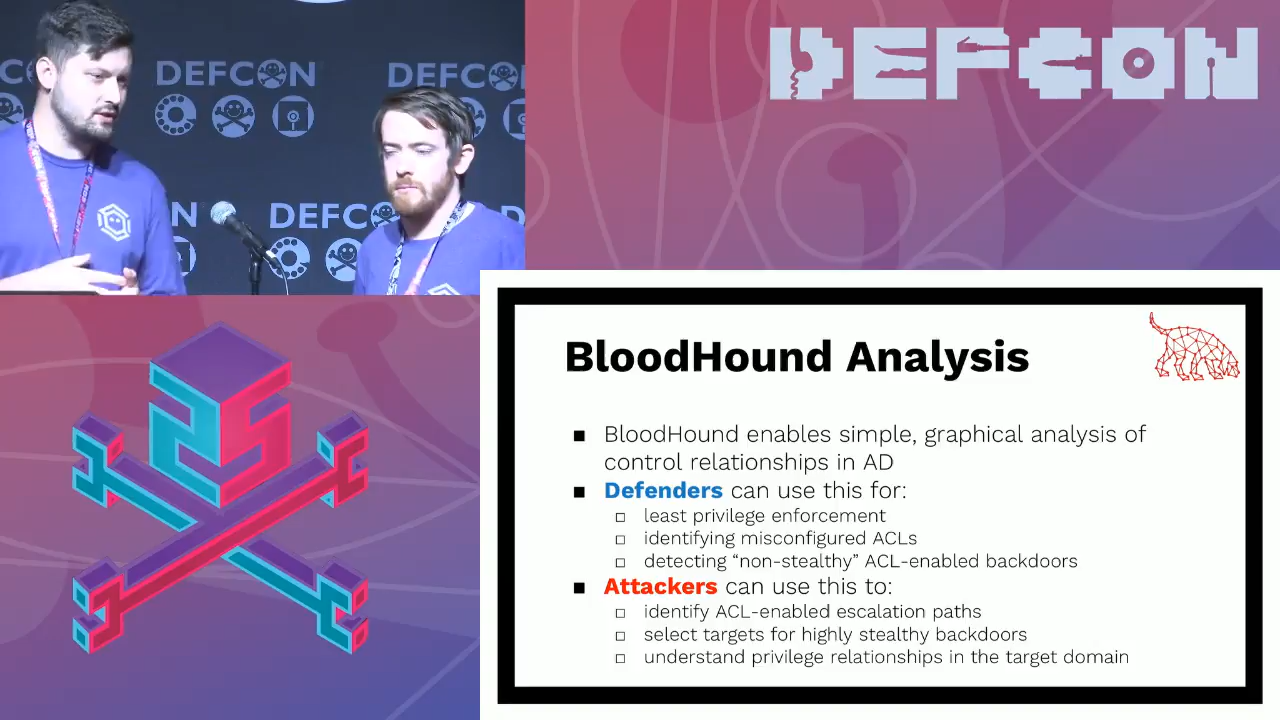 DEFCON
DEFCON
DEFCON
N
DEFCON
D
BloodHound Analysis
■ BloodHound enables simple, graphical analysis of
control relationships in AD
■ Defenders can use this for:
□ least privilege enforcement
□ identifying misconfigured ACLs
□ detecting “non-stealthy” ACL-enabled backdoors
■ Attackers can use this to:
□ identify ACL-enabled escalation paths
□ select targets for highly stealthy backdoors
□ understand privilege relationships in the target domain